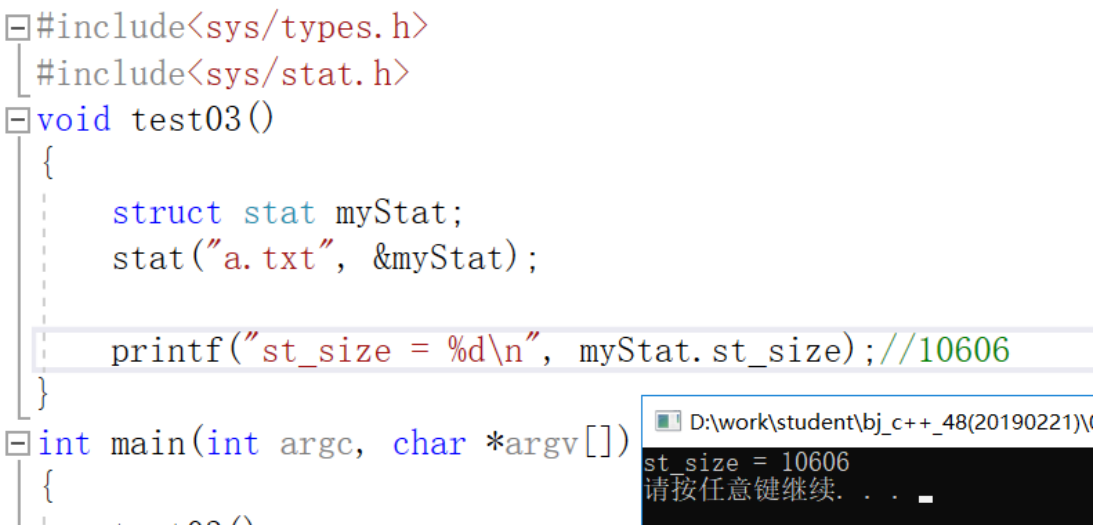 #include<sys/types.h>
#include<sys/stat.h>
void test03()
{
struct stat myStat;
stat("a.txt", &myStat);
printf("st_size = %d\n", myStat.st_size);//10606
}
int main(int argc, char *argv[])
{
D:\work\student\bj_c++_48(20190221)\
st_size = 10606
请按任意键继续. . .